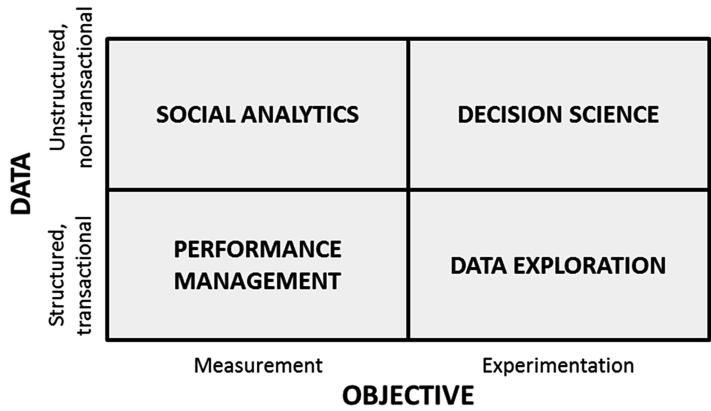 DATA
Unstructured,
non-transactional
Structured,
transactional
SOCIAL ANALYTICS
DECISION SCIENCE
PERFORMANCE
MANAGEMENT
DATA EXPLORATION
Measurement
Experimentation
OBJECTIVE